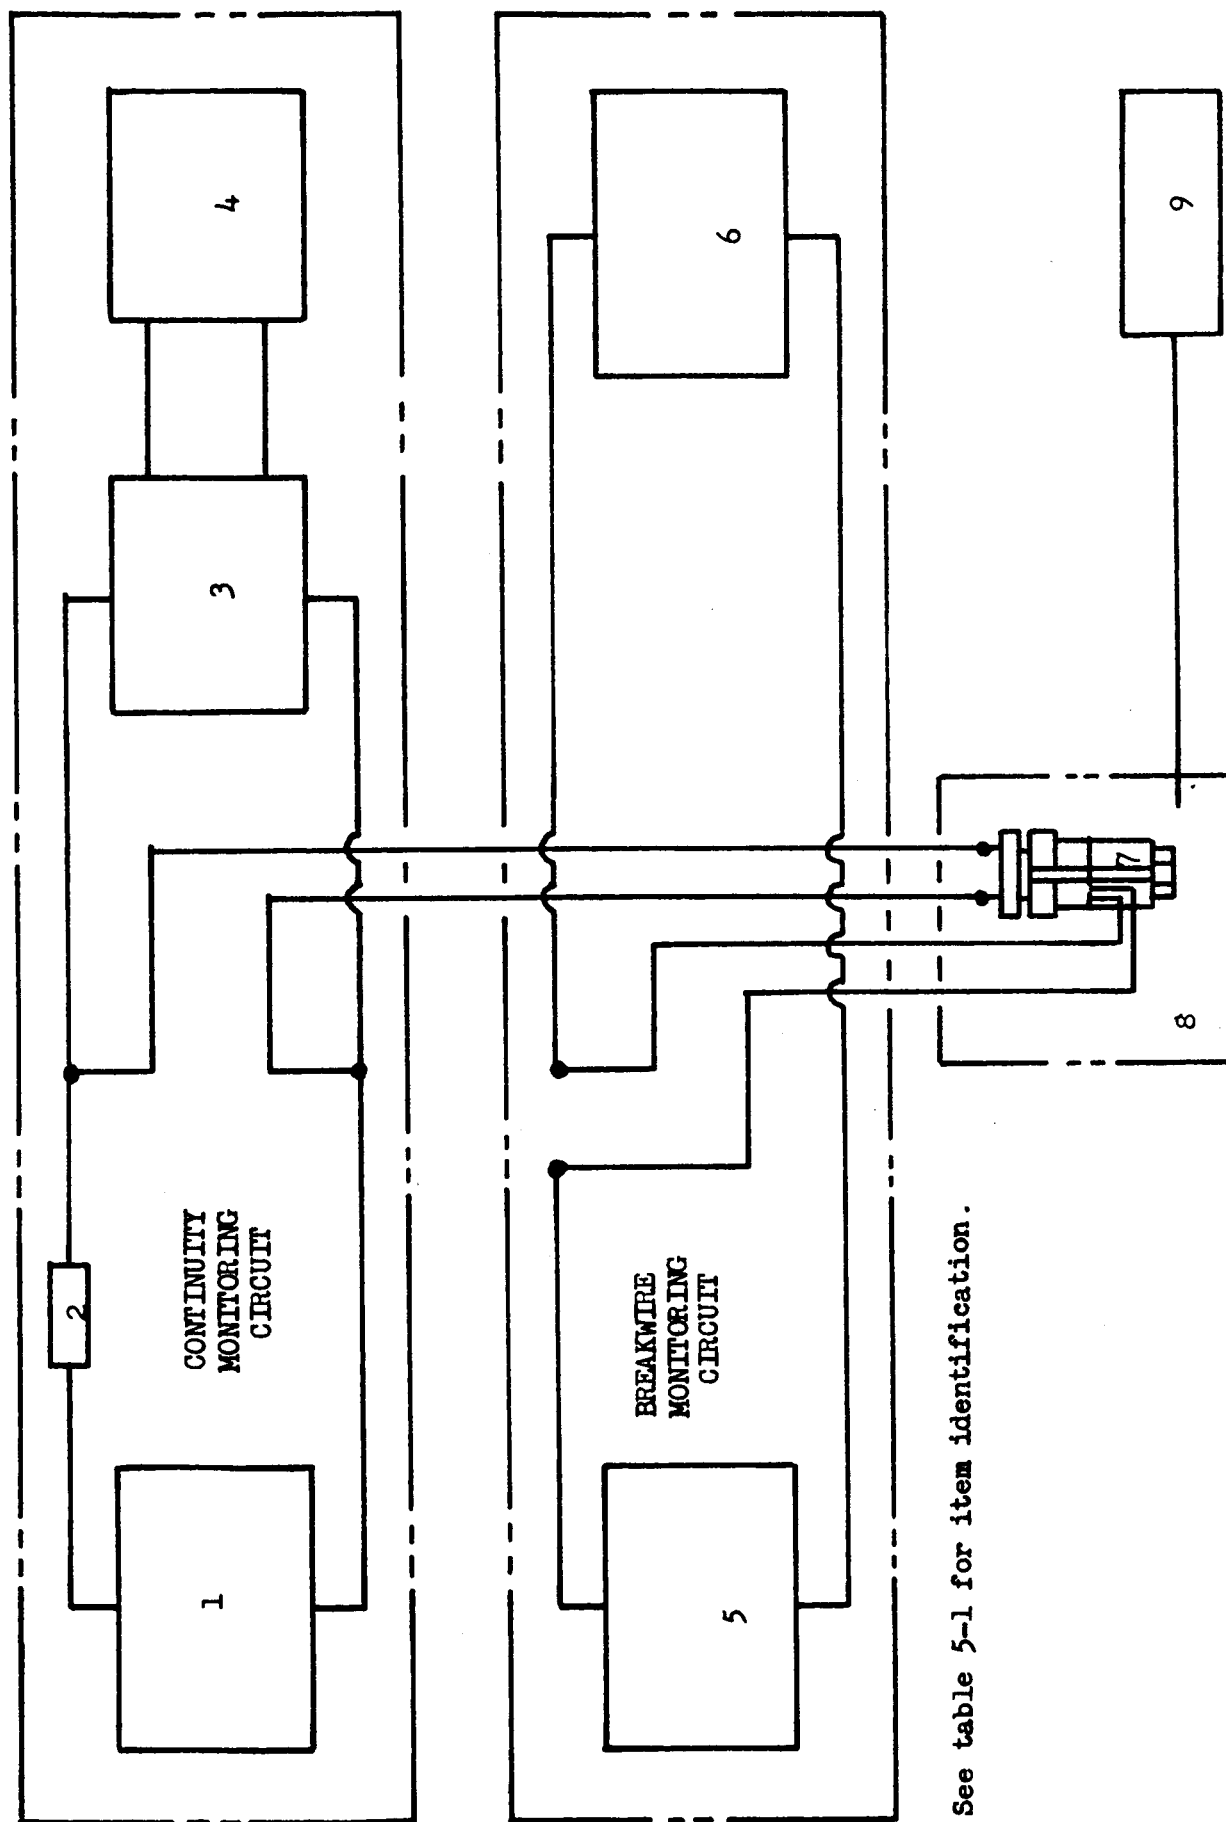 4
3
2
CONTINUITY
MONITORING
CIRCUIT
1
6
BREAKWIRE
MONITORING
CIRCUIT
5
7
8
9
See table 5-1 for item identification.